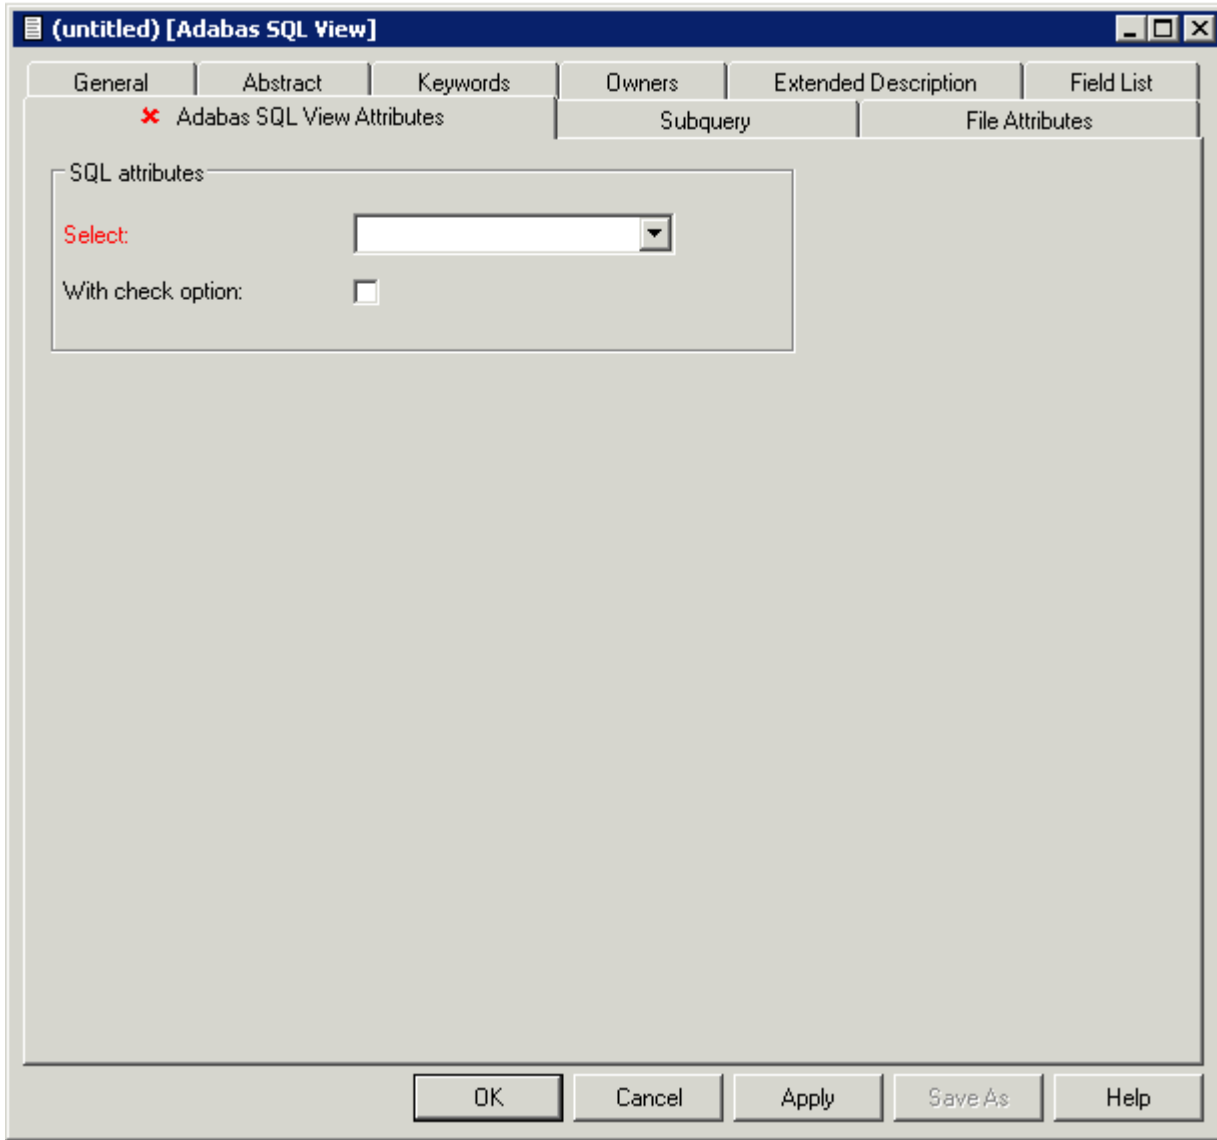 (untitled) [Adabas SQL View]
General Abstract Keywords Owners Extended Description Field List
Adabas SQL View Attributes Subquery File Attributes
SQL attributes
Select:
With check option:
OK Cancel Apply Save As Help